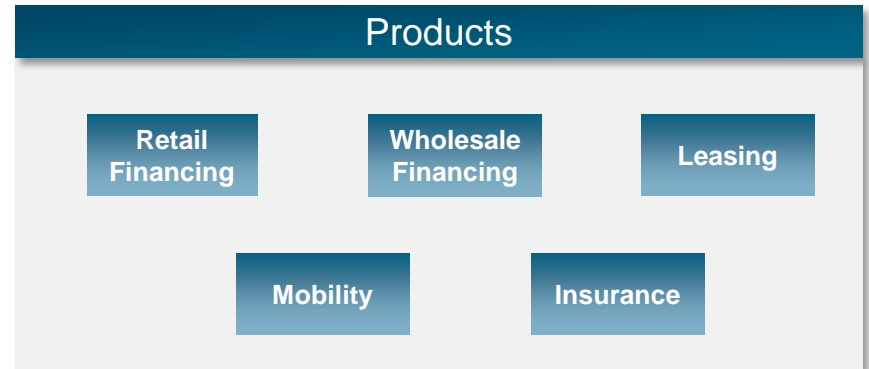 Products
Retail
Financing
Wholesale
Financing
Leasing
Mobility
Insurance